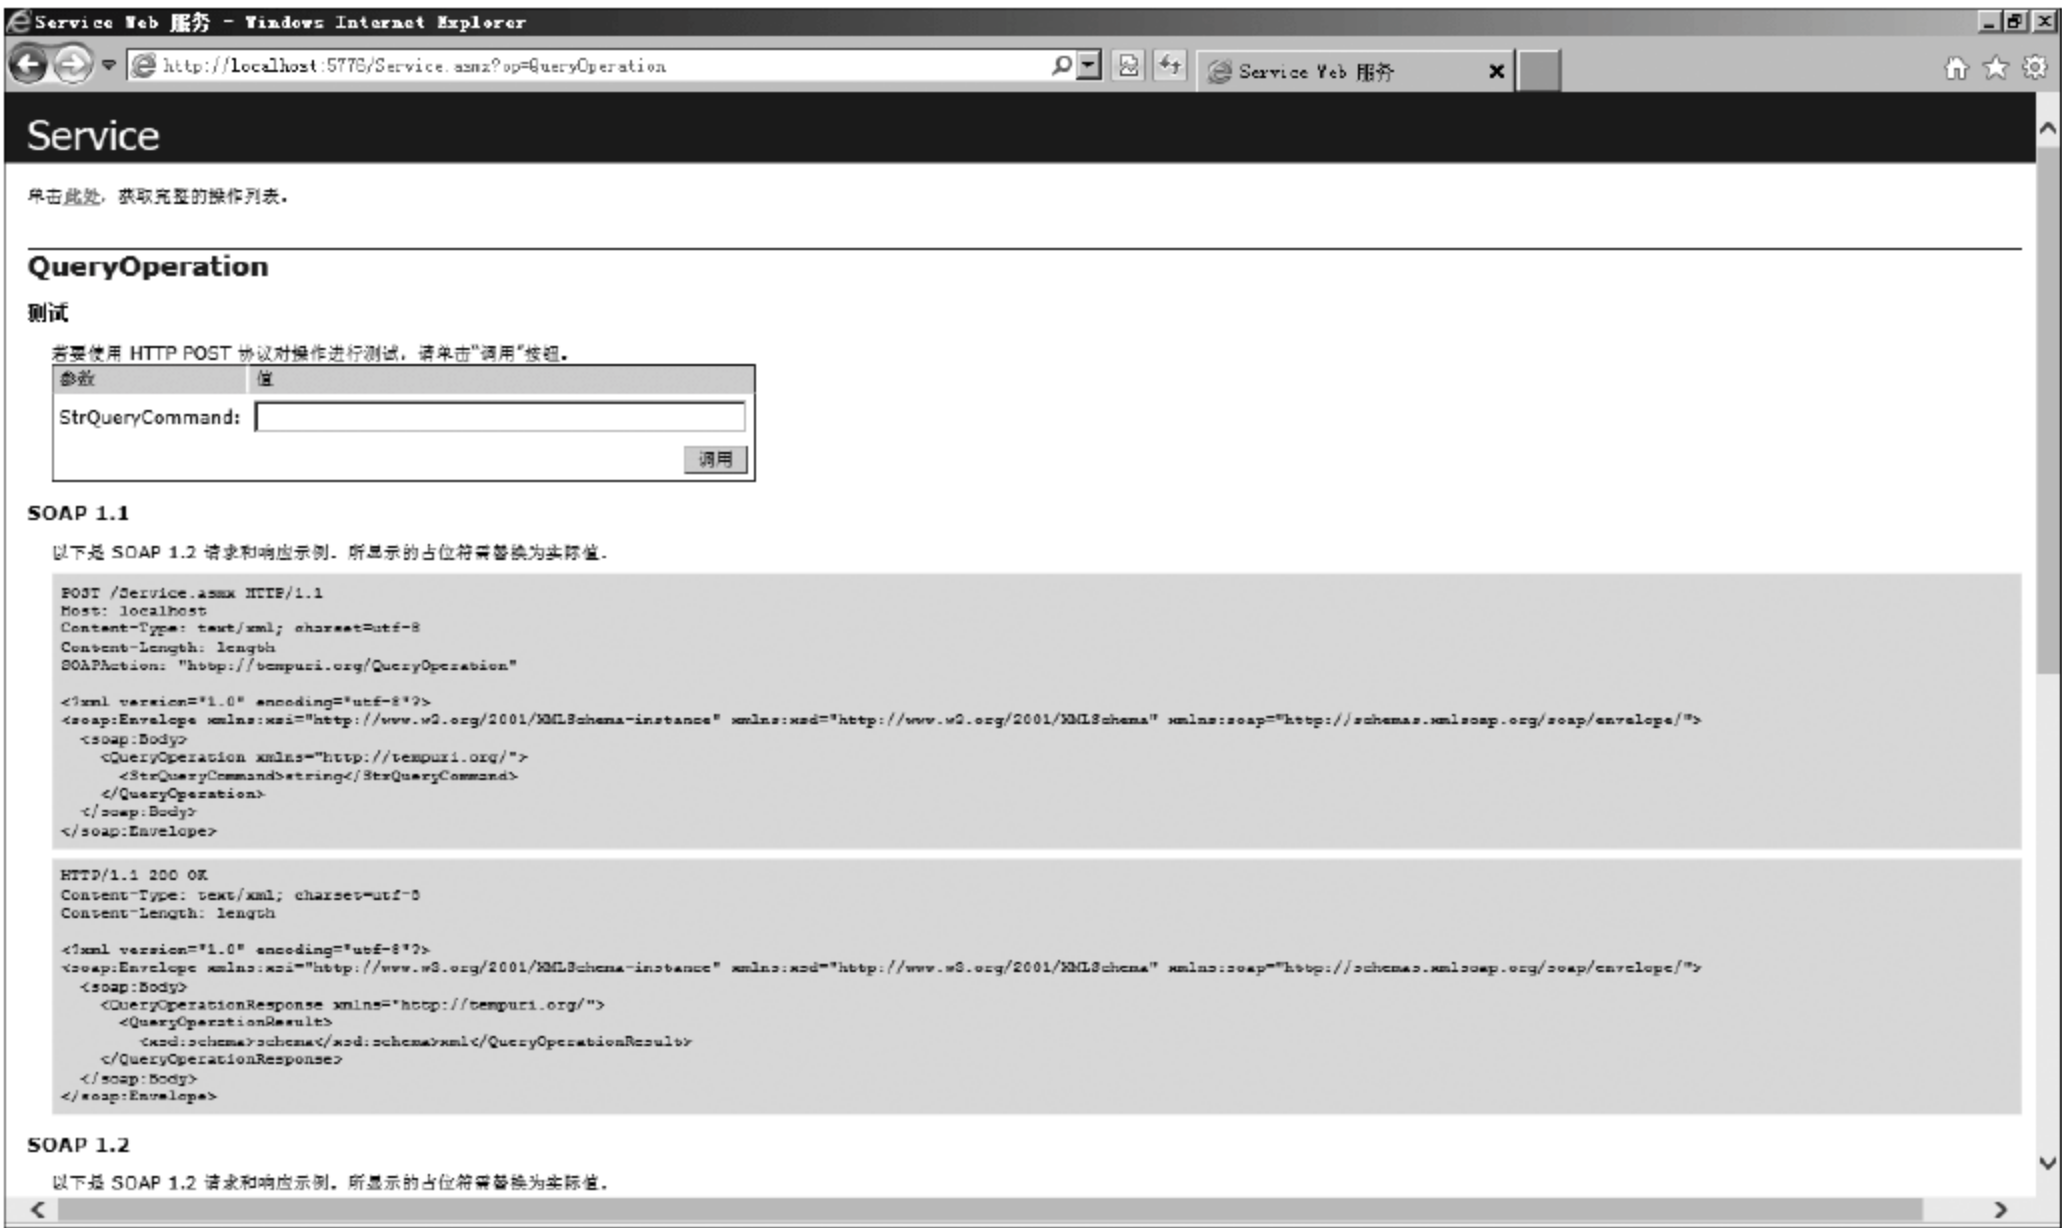 Service Web 服务 - Windows Internet Explorer
http://localhost:5776/Service.asmx?op=QueryOperation
Service Web 服务
Service
单击此处，获取完整的操作列表。
QueryOperation
测试
若要使用 HTTP POST 协议对操作进行测试，请单击"调用"按钮。
参数 值
StrQueryCommand:
调用
SOAP 1.1
以下是 SOAP 1.2 请求和响应示例。所显示的占位符需替换为实际值.
POST /Service.asmx HTTP/1.1
Host: localhost
Content-Type: text/xml; charset=utf-8
Content-Length: length
SOAPAction: "http://tempuri.org/QueryOperation"
<?xml version="1.0" encoding="utf-8"?>
<soap:Envelope xmlns:xsi="http://www.w3.org/2001/XMLSchema-instance" xmlns:xsd="http://www.w3.org/2001/XMLSchema" xmlns:soap="http://schemas.xmlsoap.org/soap/envelope/">
<soap:Body>
<QueryOperation xmlns="http://tempuri.org/">
<StrQueryCommand>string</StrQueryCommand>
</QueryOperation>
</soap:Body>
</soap:Envelope>
HTTP/1.1 200 OK
Content-Type: text/xml; charset=utf-8
Content-Length: length
<?xml version="1.0" encoding="utf-8"?>
<soap:Envelope xmlns:xsi="http://www.w3.org/2001/XMLSchema-instance" xmlns:xsd="http://www.w3.org/2001/XMLSchema" xmlns:soap="http://schemas.xmlsoap.org/soap/envelope/">
<soap:Body>
<QueryOperationResponse xmlns="http://tempuri.org/">
<QueryOperationResult>
<xsd:schema>schema</xsd:schema>xml</QueryOperationResult>
</QueryOperationResponse>
</soap:Body>
</soap:Envelope>
SOAP 1.2
以下是 SOAP 1.2 请求和响应示例。所显示的占位符需替换为实际值.